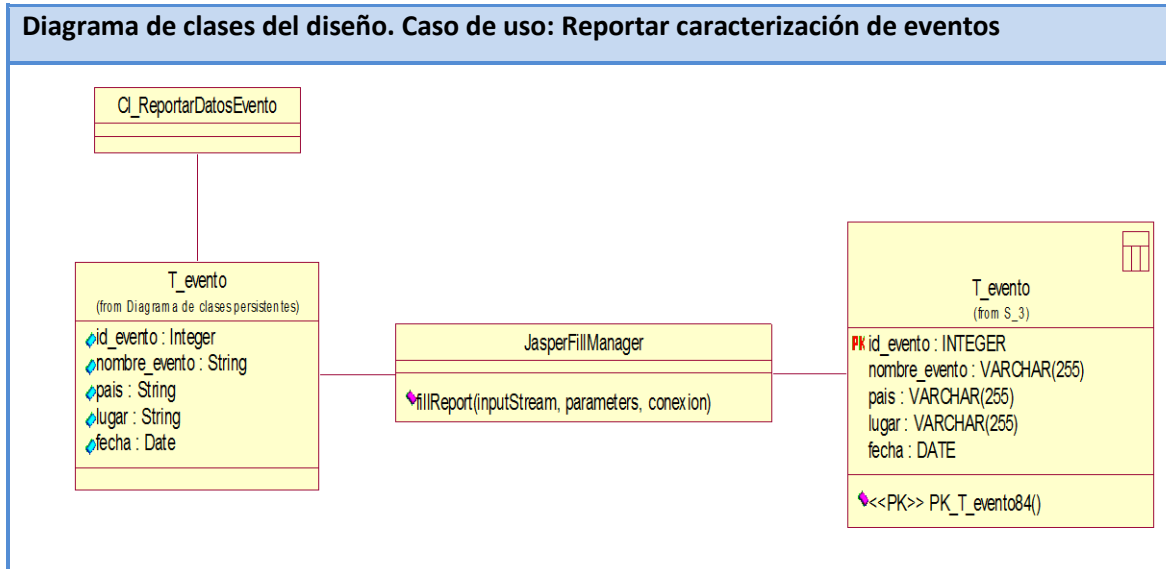 Diagrama de clases del diseño. Caso de uso: Reportar caracterización de eventos
CI_ReportarDatosEvento
T_evento
(from Diagrama de clases persistentes)
id_evento : Integer
nombre_evento : String
pais : String
lugar : String
fecha : Date
JasperFillManager
fillReport(inputStream, parameters, conexion)
T_evento
(from S_3)
PK id_evento : INTEGER
nombre_evento : VARCHAR(255)
pais : VARCHAR(255)
lugar : VARCHAR(255)
fecha : DATE
<<PK>> PK_T_evento84()